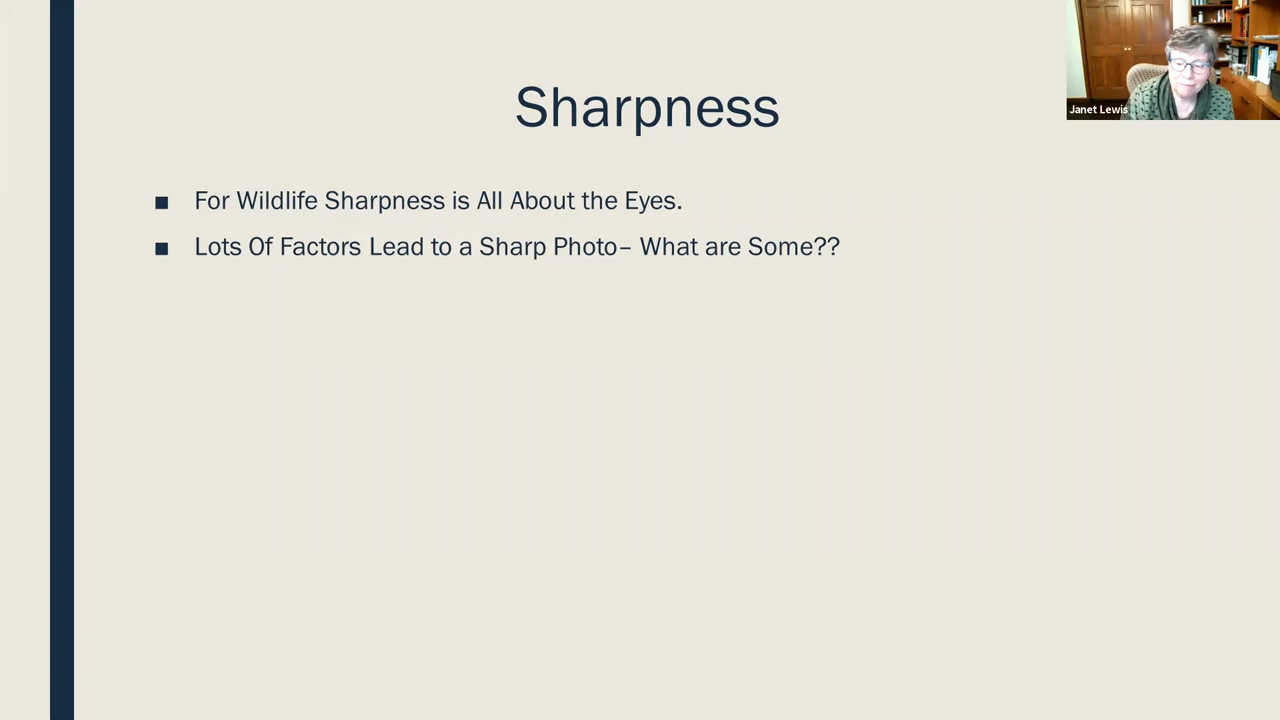 Sharpness
For Wildlife Sharpness is All About the Eyes.
Lots Of Factors Lead to a Sharp Photo– What are Some??
Janet Lewis